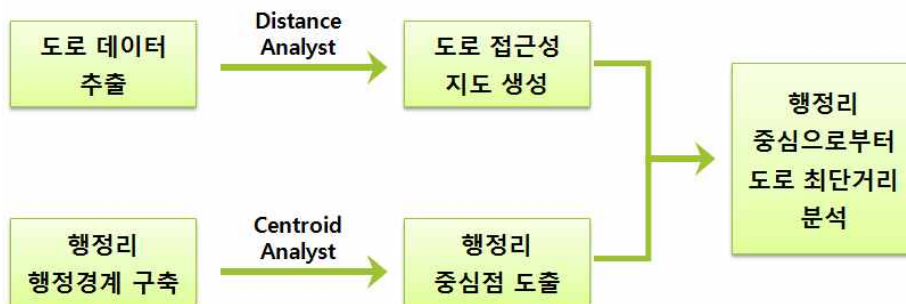 도로 데이터
추출
Distance
Analyst
도로 접근성
지도 생성
행정리
행정경계 구축
Centroid
Analyst
행정리
중심점 도출
행정리
중심으로부터
도로 최단거리
분석